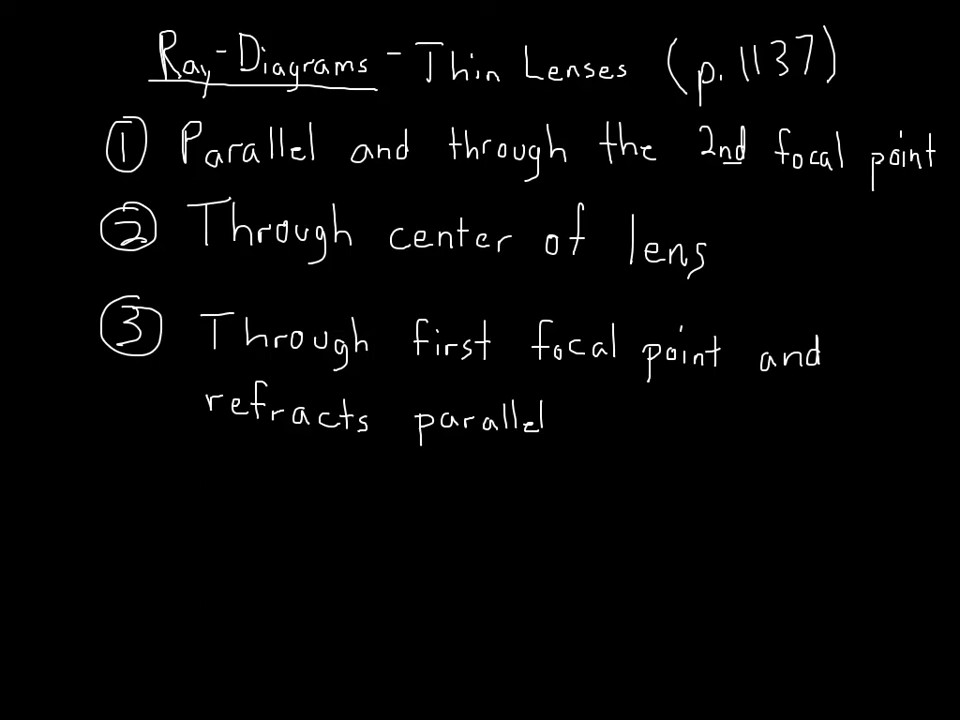 Ray-Diagrams - Thin Lenses (p. 1137)
① Parallel and through the 2nd focal point
② Through center of lens
③ Through first focal point and
refracts parallel